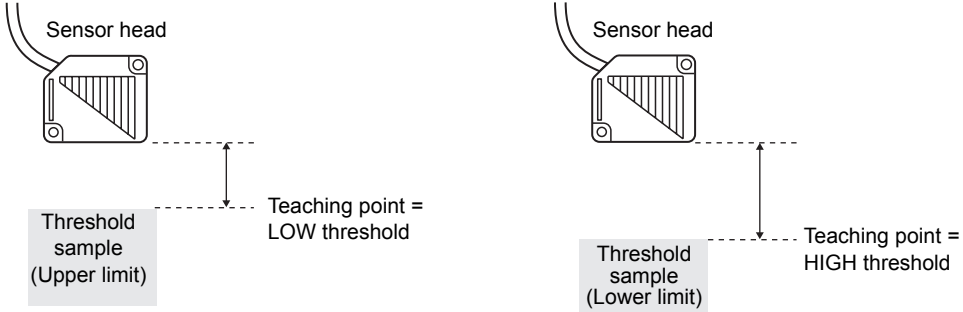 Sensor head
Teaching point =
LOW threshold
Threshold
sample
(Upper limit)
Sensor head
Teaching point =
HIGH threshold
Threshold
sample
(Lower limit)